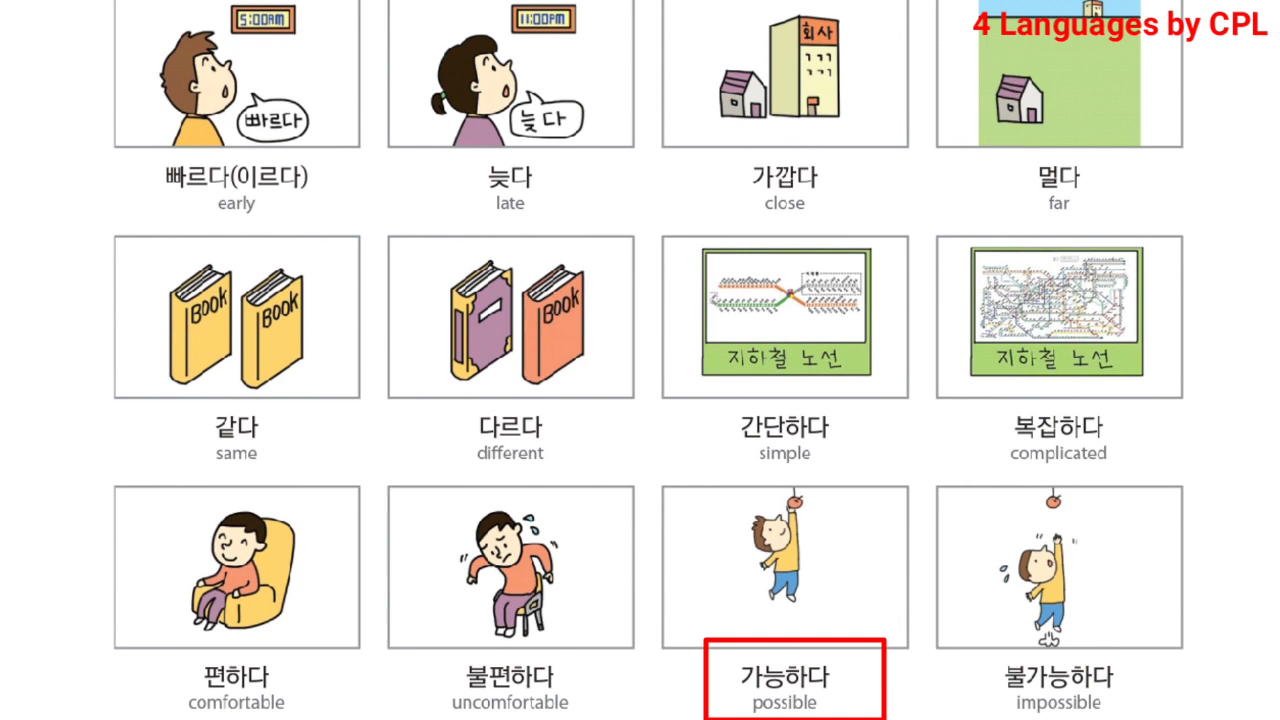 4 Languages by CPL
5:00AM
11:00PM
회사
빠르다
늦다
빠르다(이르다)
늦다
가깝다
멀다
early
late
close
far
BOOK
BOOK
BOOK
지하철 노선
지하철 노선
같다
다르다
간단하다
복잡하다
same
different
simple
complicated
편하다
불편하다
가능하다
불가능하다
comfortable
uncomfortable
possible
impossible